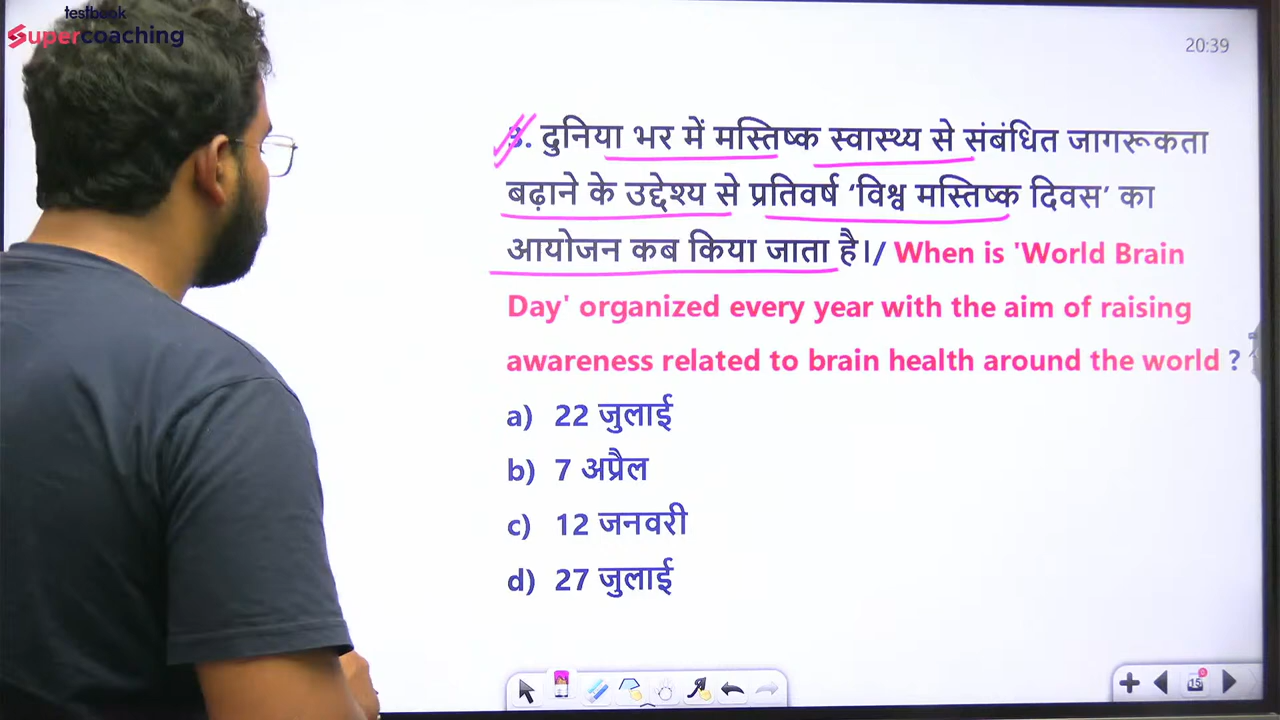 testbook
Supercoaching
20:39
3. दुनिया भर में मस्तिष्क स्वास्थ्य से संबंधित जागरूकता
बढ़ाने के उद्देश्य से प्रतिवर्ष ‘विश्व मस्तिष्क दिवस’ का
आयोजन कब किया जाता है।/ When is 'World Brain
Day' organized every year with the aim of raising
awareness related to brain health around the world ?
a) 22 जुलाई
b) 7 अप्रैल
c) 12 जनवरी
d) 27 जुलाई
15